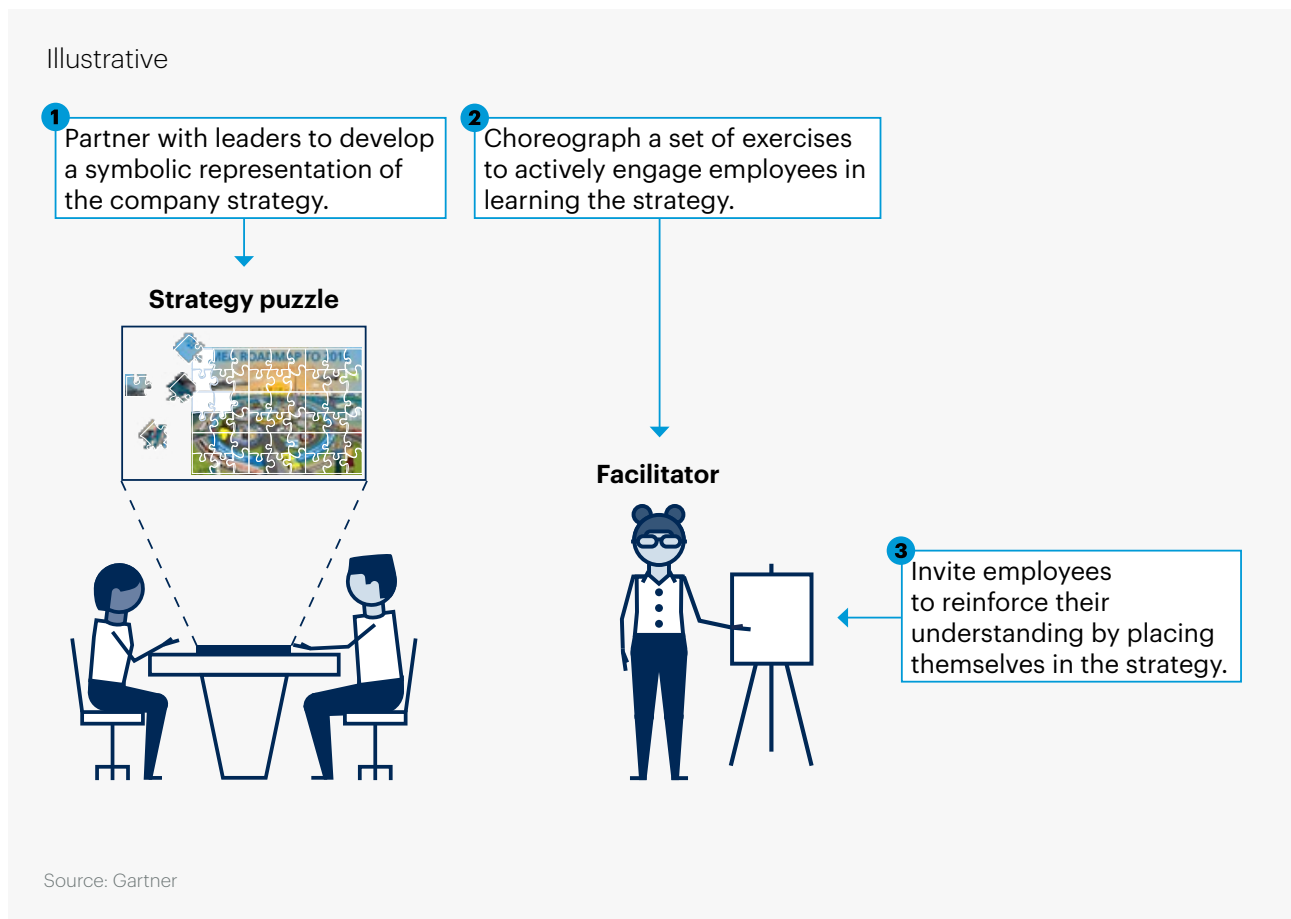 Illustrative
1
Partner with leaders to develop
a symbolic representation of
the company strategy.
2
Choreograph a set of exercises
to actively engage employees in
learning the strategy.
Strategy puzzle
ROADMAP TO
Facilitator
3
Invite employees
to reinforce their
understanding by placing
themselves in the strategy.
Source: Gartner